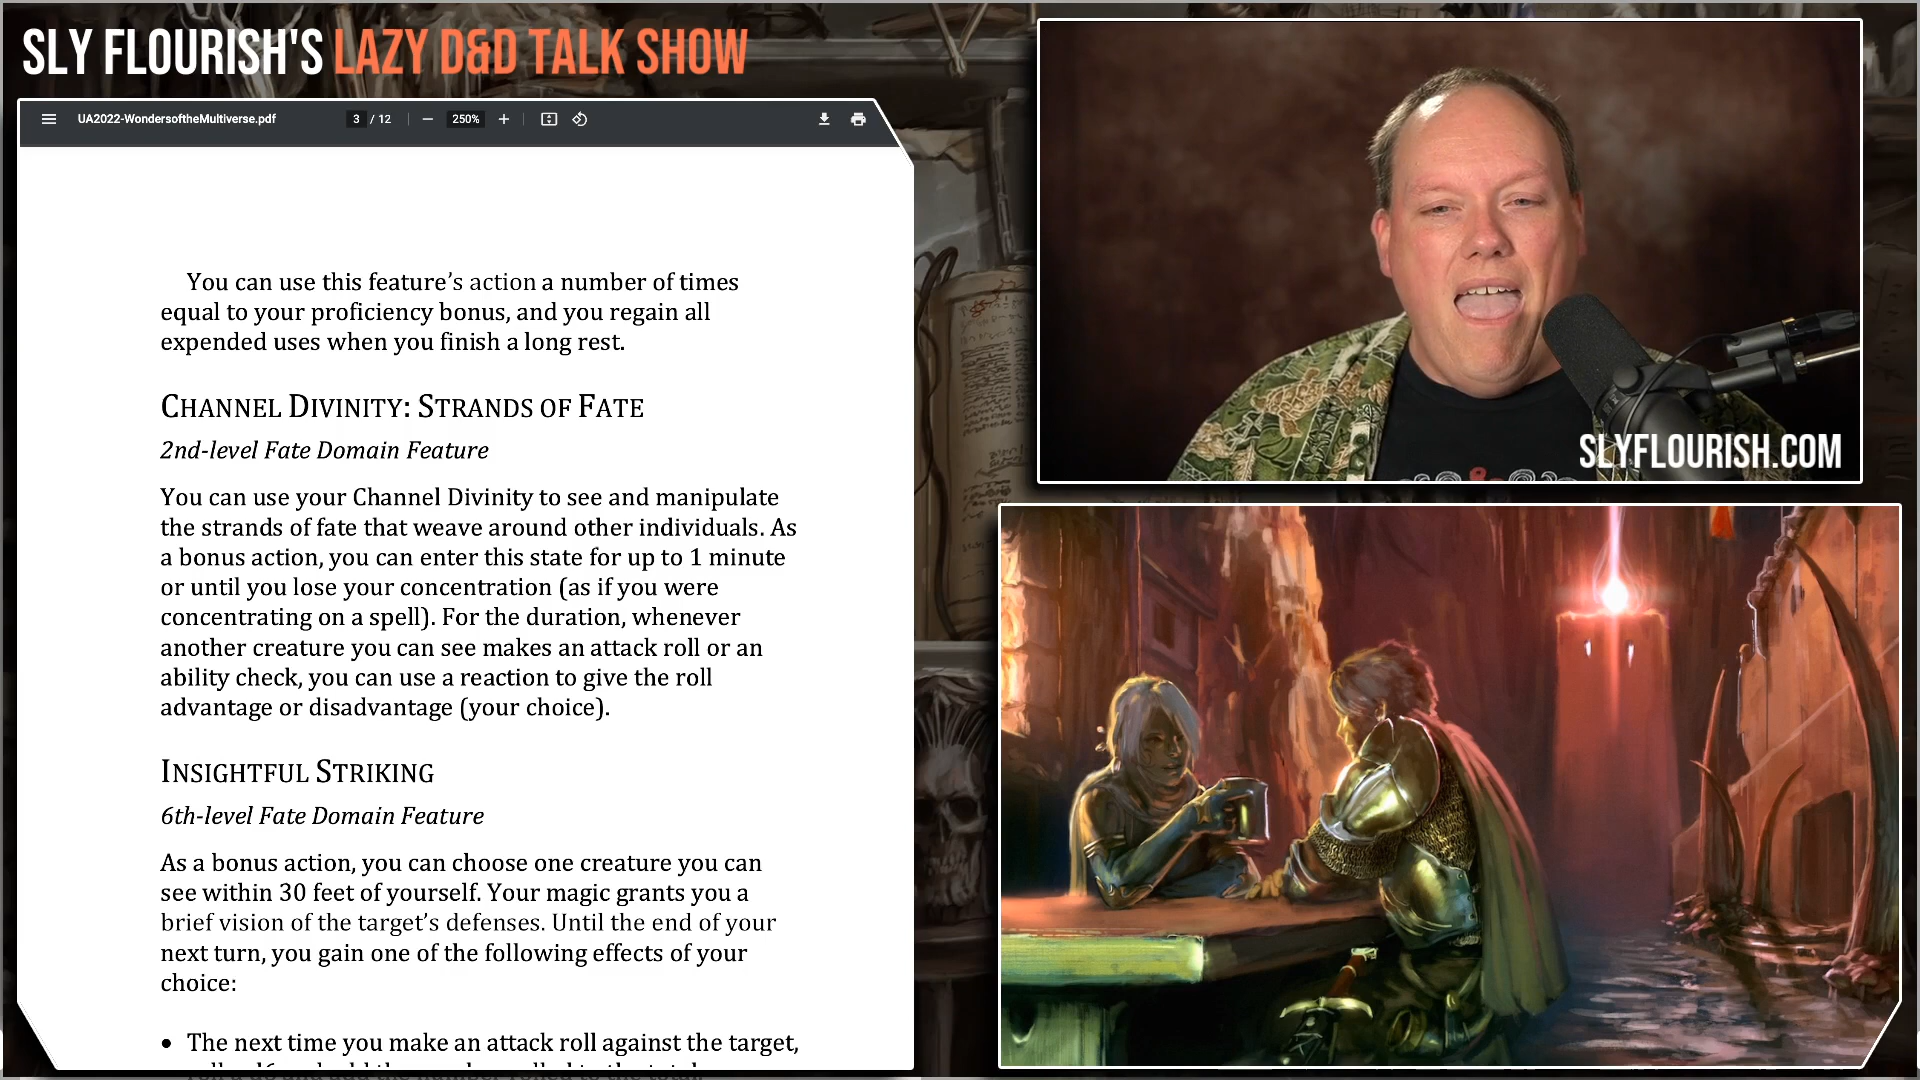 SLY FLOURISH'S LAZY D&D TALK SHOW
UA2022-WondersoftheMultiverse.pdf
3 / 12
250%
You can use this feature’s action a number of times
equal to your proficiency bonus, and you regain all
expended uses when you finish a long rest.
CHANNEL DIVINITY: STRANDS OF FATE
2nd-level Fate Domain Feature
You can use your Channel Divinity to see and manipulate
the strands of fate that weave around other individuals. As
a bonus action, you can enter this state for up to 1 minute
or until you lose your concentration (as if you were
concentrating on a spell). For the duration, whenever
another creature you can see makes an attack roll or an
ability check, you can use a reaction to give the roll
advantage or disadvantage (your choice).
INSIGHTFUL STRIKING
6th-level Fate Domain Feature
As a bonus action, you can choose one creature you can
see within 30 feet of yourself. Your magic grants you a
brief vision of the target’s defenses. Until the end of your
next turn, you gain one of the following effects of your
choice:
• The next time you make an attack roll against the target,
SLYFLOURISH.COM